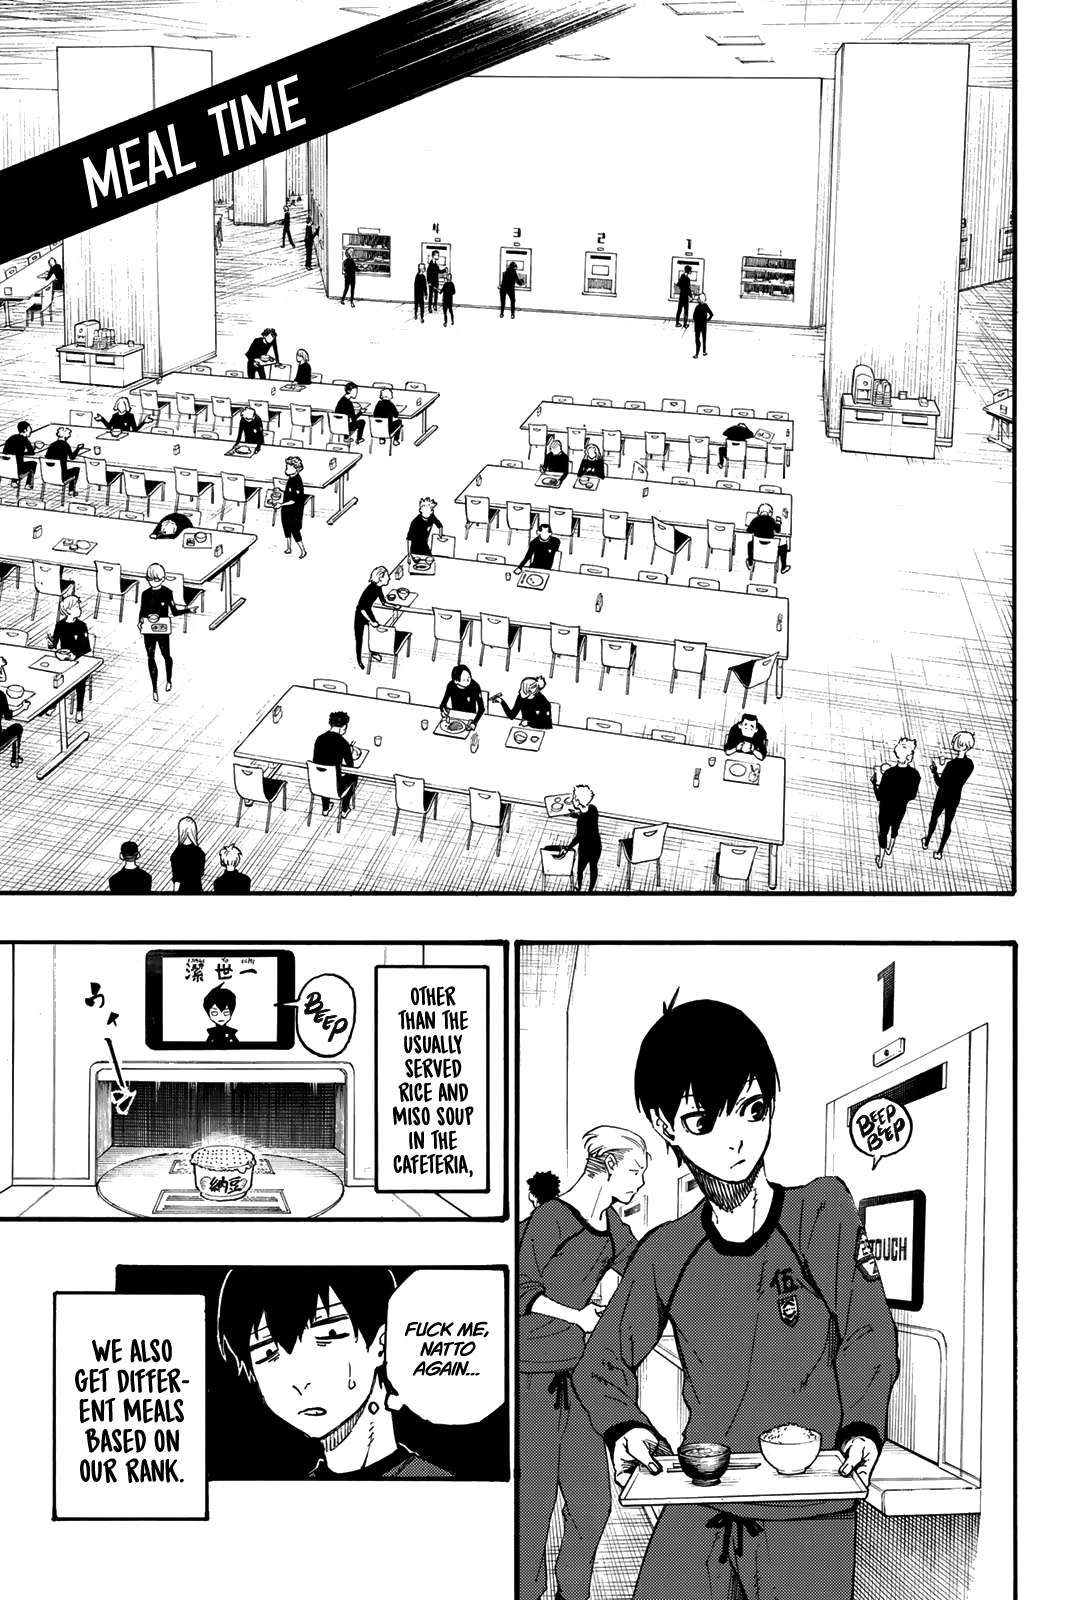 MEAL TIME
4
3
2
1
1
BEEP
BEEP
TOUCH
伍
OTHER
THAN THE
USUALLY
SERVED
RICE AND
MISO SOUP
IN THE
CAFETERIA,
潔 世 一
BEEP
納豆
WE ALSO
GET DIFFER-
ENT MEALS
BASED ON
OUR RANK.
FUCK ME,
NATTO
AGAIN...